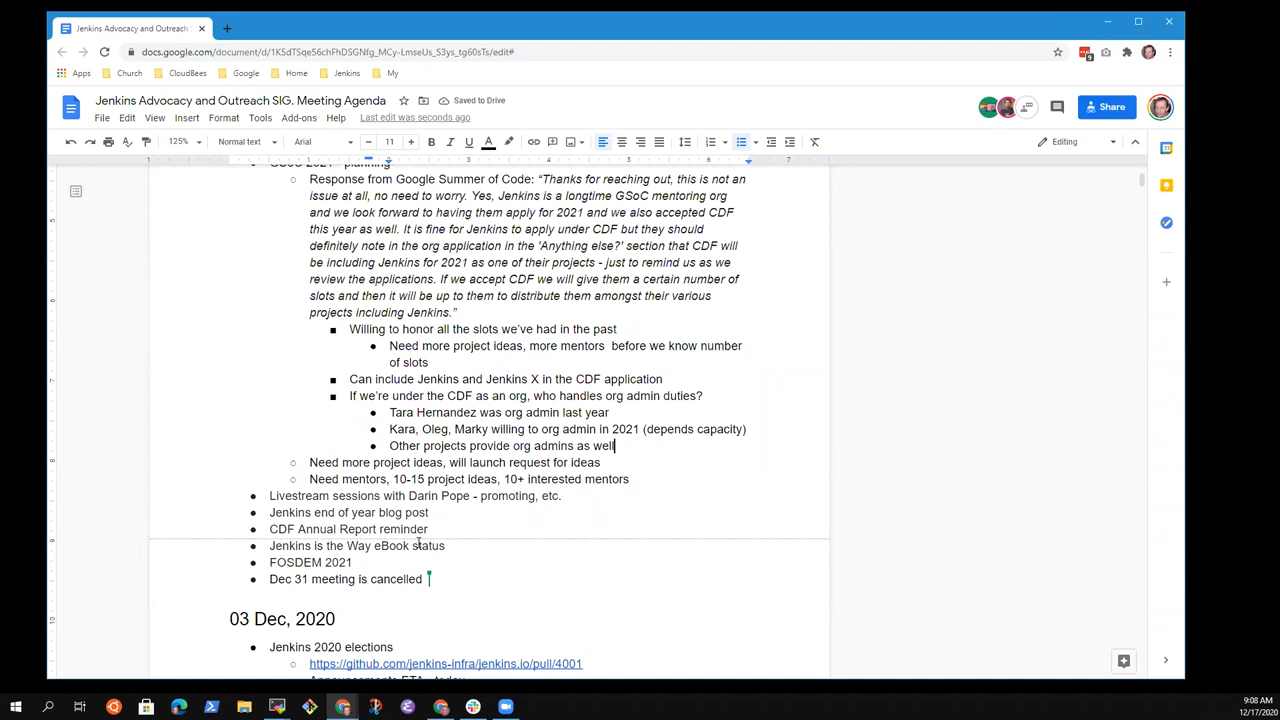 Jenkins Advocacy and Outreach
docs.google.com/document/d/1K5dTSqe56chFhDSGNfg_MCy-LmseUs_S3ys_tg60sTs/edit#
Apps Church CloudBees Google Home Jenkins My
Jenkins Advocacy and Outreach SIG. Meeting Agenda Saved to Drive
File Edit View Insert Format Tools Add-ons Help Last edit was seconds ago
Share
125% Normal text Arial 11 Editing
Response from Google Summer of Code: “Thanks for reaching out, this is not an
issue at all, no need to worry. Yes, Jenkins is a longtime GSoC mentoring org
and we look forward to having them apply for 2021 and we also accepted CDF
this year as well. It is fine for Jenkins to apply under CDF but they should
definitely note in the org application in the 'Anything else?' section that CDF will
be including Jenkins for 2021 as one of their projects - just to remind us as we
review the applications. If we accept CDF we will give them a certain number of
slots and then it will be up to them to distribute them amongst their various
projects including Jenkins.”
Willing to honor all the slots we’ve had in the past
Need more project ideas, more mentors before we know number
of slots
Can include Jenkins and Jenkins X in the CDF application
If we’re under the CDF as an org, who handles org admin duties?
Tara Hernandez was org admin last year
Kara, Oleg, Marky willing to org admin in 2021 (depends capacity)
Other projects provide org admins as well
Need more project ideas, will launch request for ideas
Need mentors, 10-15 project ideas, 10+ interested mentors
Livestream sessions with Darin Pope - promoting, etc.
Jenkins end of year blog post
CDF Annual Report reminder
Jenkins is the Way eBook status
FOSDEM 2021
Dec 31 meeting is cancelled
03 Dec, 2020
Jenkins 2020 elections
https://github.com/jenkins-infra/jenkins.io/pull/4001
9:08 AM
12/17/2020